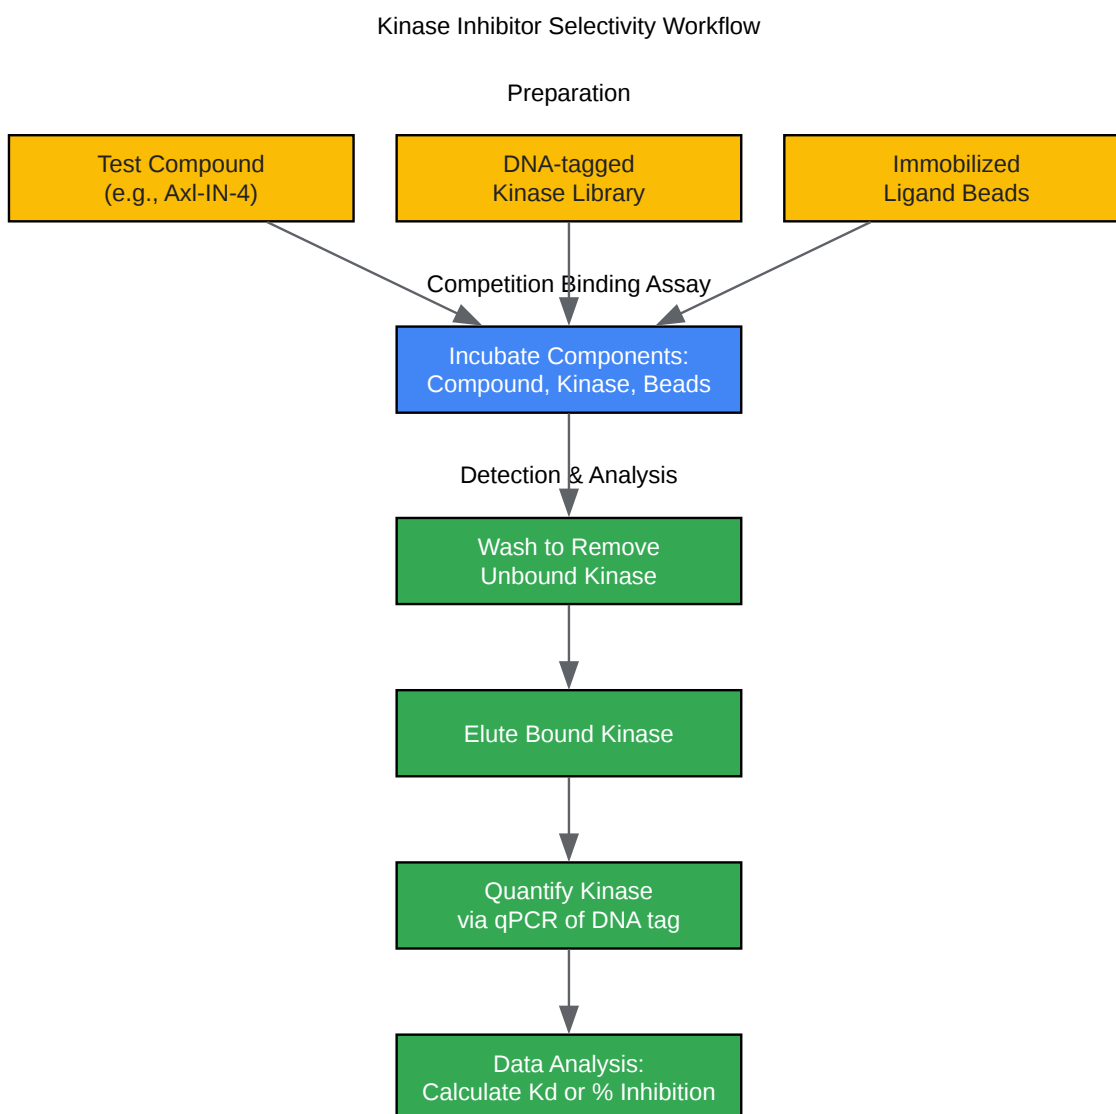 Kinase Inhibitor Selectivity Workflow
Preparation
Test Compound
(e.g., Axl-IN-4)
DNA-tagged
Kinase Library
Immobilized
Ligand Beads
Competition Binding Assay
Incubate Components:
Compound, Kinase, Beads
Detection & Analysis
Wash to Remove
Unbound Kinase
Elute Bound Kinase
Quantify Kinase
via qPCR of DNA tag
Data Analysis:
Calculate Kd or % Inhibition